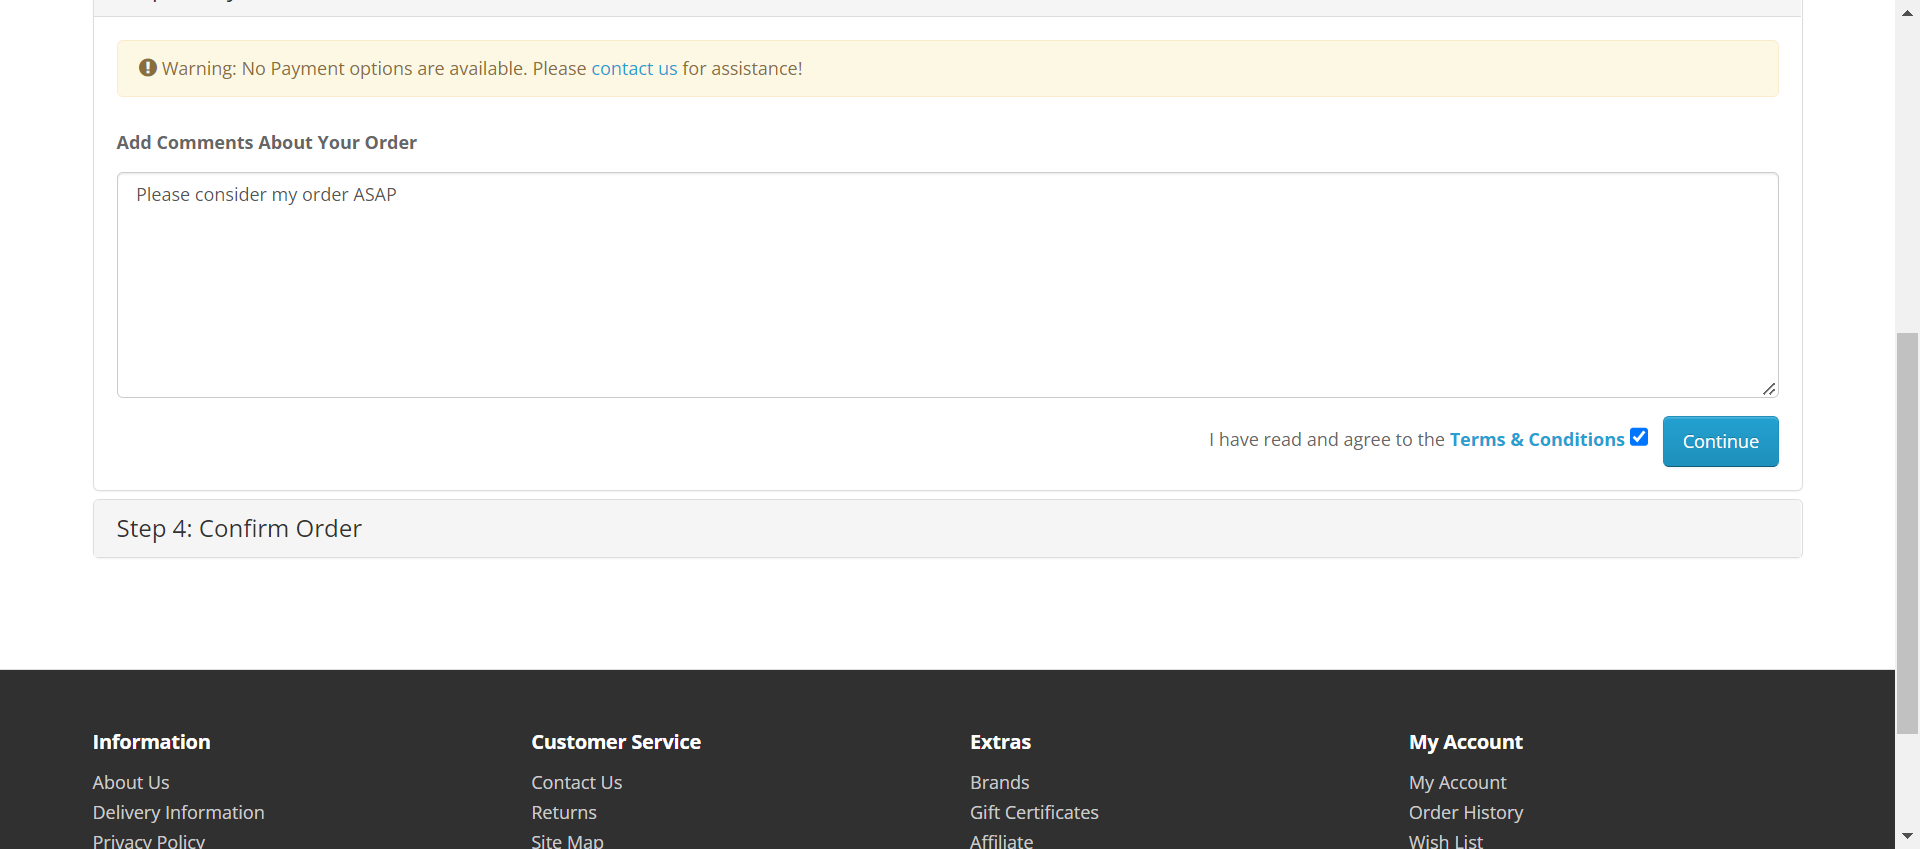 Warning: No Payment options are available. Please contact us for assistance!
Add Comments About Your Order
Please consider my order ASAP
I have read and agree to the Terms & Conditions
Continue
Step 4: Confirm Order
Information
About Us
Delivery Information
Privacy Policy
Customer Service
Contact Us
Returns
Site Map
Extras
Brands
Gift Certificates
Affiliate
My Account
My Account
Order History
Wish List